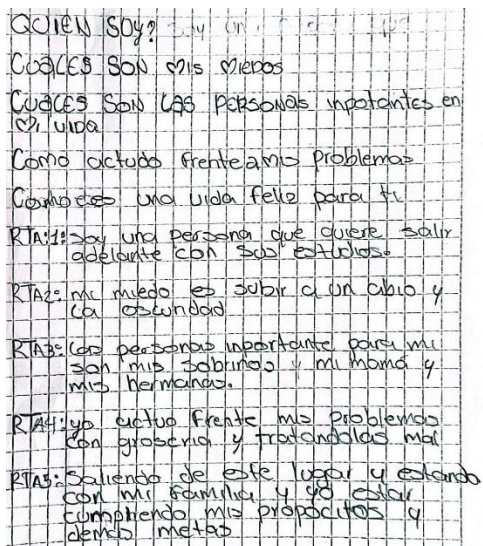 QUIEN SOY?
CUALES SON MIS MIEDOS
CUALES SON LAS PERSONAS INPOTANTES en
MI VIDA
Como actudo frente a mis problemas
Como es una vida feliz para ti
RTA:1: Soy una persona que quiere salir
adelante con sus estudios.
RTA2: mi miedo es subir a un abio y
la oscuridad
RTA3: las personas inportante para mi
son mis sobrinos y mi mamá y
mis hermanas.
RTA4: yo actuo frente mis problemas
con groseria y tratandolas mal
RTA5: Saliendo de este lugar y estando
con mi familia y yo estar
cumpliendo mis propocitos y
demas metas